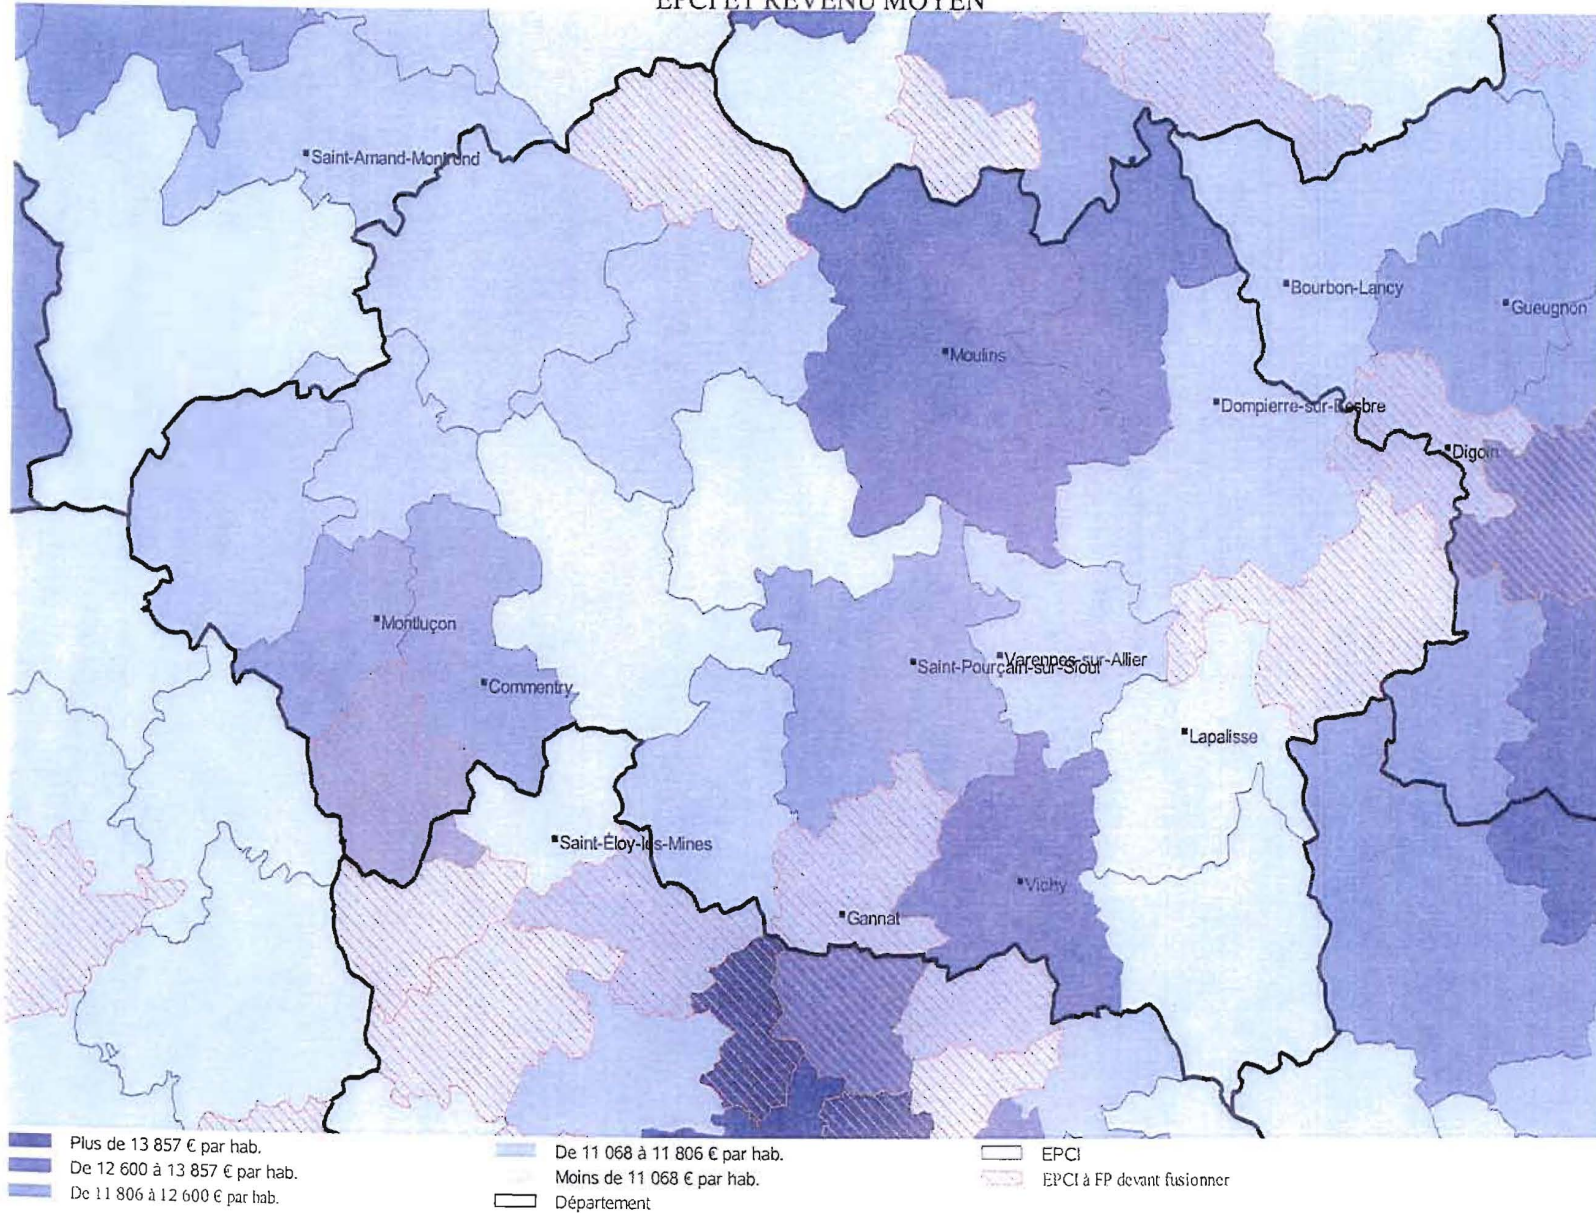 EPCI ET REVENU MOYEN
Saint-Amand-Montrond
Bourbon-Lancy
Gueugnon
Moulins
Dompierre-sur-Besbre
Digoin
Montluçon
Varennes-sur-Allier
Saint-Pourçain-sur-Sioul
Commentry
Lapalisse
Saint-Éloy-les-Mines
Vichy
Gannat
Plus de 13 857 € par hab.
De 12 600 à 13 857 € par hab.
De 11 806 à 12 600 € par hab.
De 11 068 à 11 806 € par hab.
Moins de 11 068 € par hab.
Département
EPCI
EPCI à FP devant fusionner